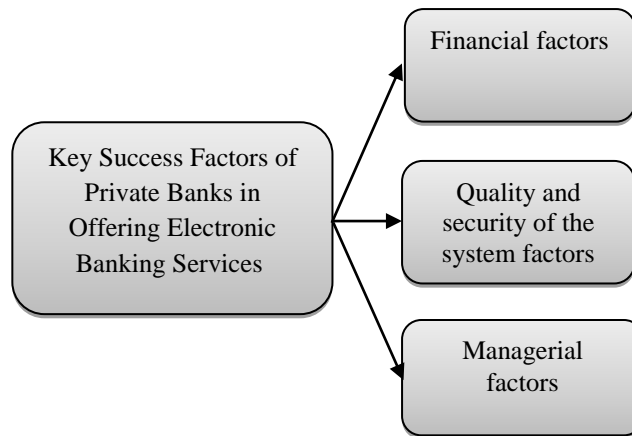 Key Success Factors of
Private Banks in
Offering Electronic
Banking Services
Financial factors
Quality and
security of the
system factors
Managerial
factors